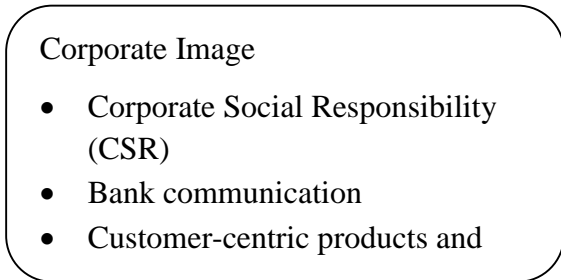 Corporate Image
• Corporate Social Responsibility
(CSR)
• Bank communication
• Customer-centric products and